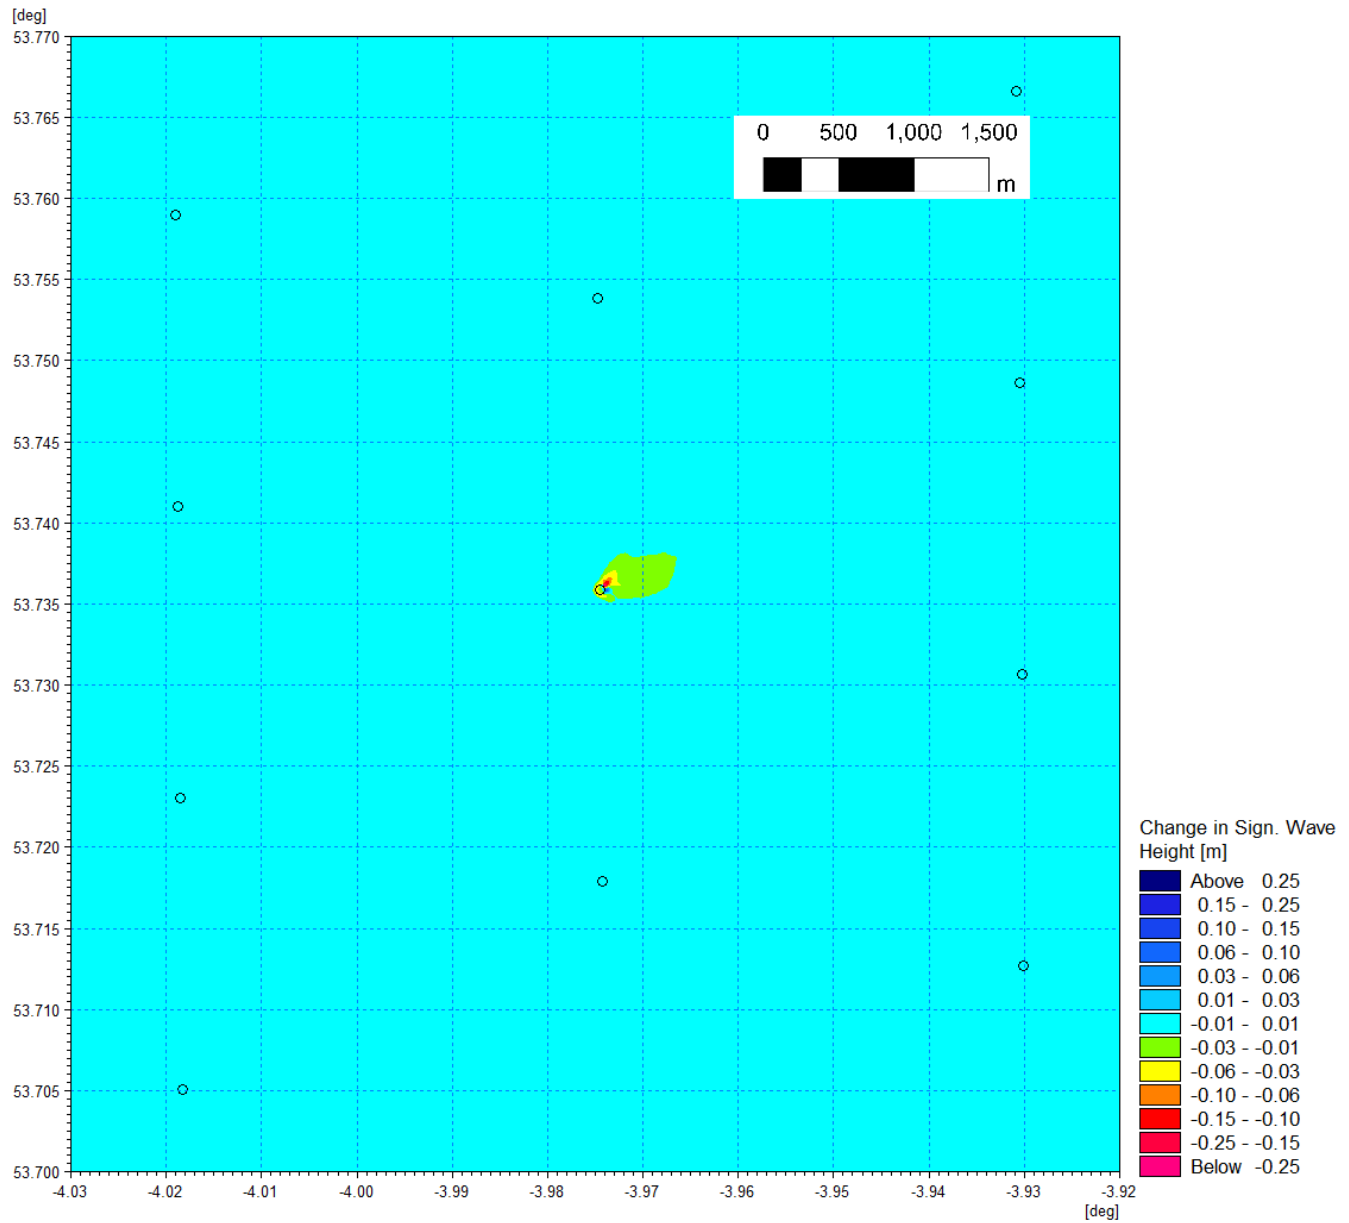 [deg]
53.770
53.765
53.760
53.755
53.750
53.745
53.740
53.735
53.730
53.725
53.720
53.715
53.710
53.705
53.700
0 500 1,000 1,500
m
Change in Sign. Wave
Height [m]
Above 0.25
0.15 - 0.25
0.10 - 0.15
0.06 - 0.10
0.03 - 0.06
0.01 - 0.03
-0.01 - 0.01
-0.03 - -0.01
-0.06 - -0.03
-0.10 - -0.06
-0.15 - -0.10
-0.25 - -0.15
Below -0.25
-4.03 -4.02 -4.01 -4.00 -3.99 -3.98 -3.97 -3.96 -3.95 -3.94 -3.93 -3.92
[deg]